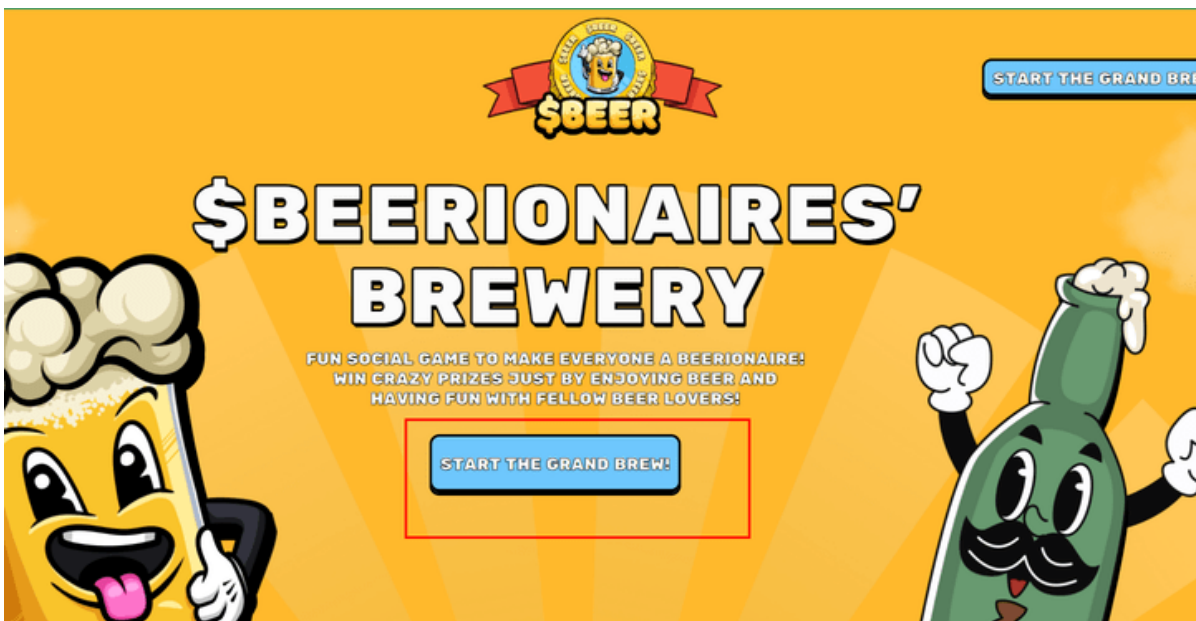 $BEER
START THE GRAND BRE
$BEERIONAIRES'
BREWERY
FUN SOCIAL GAME TO MAKE EVERYONE A BEERIONAIRE!
WIN CRAZY PRIZES JUST BY ENJOYING BEER AND
HAVING FUN WITH FELLOW BEER LOVERS!
START THE GRAND BREW!